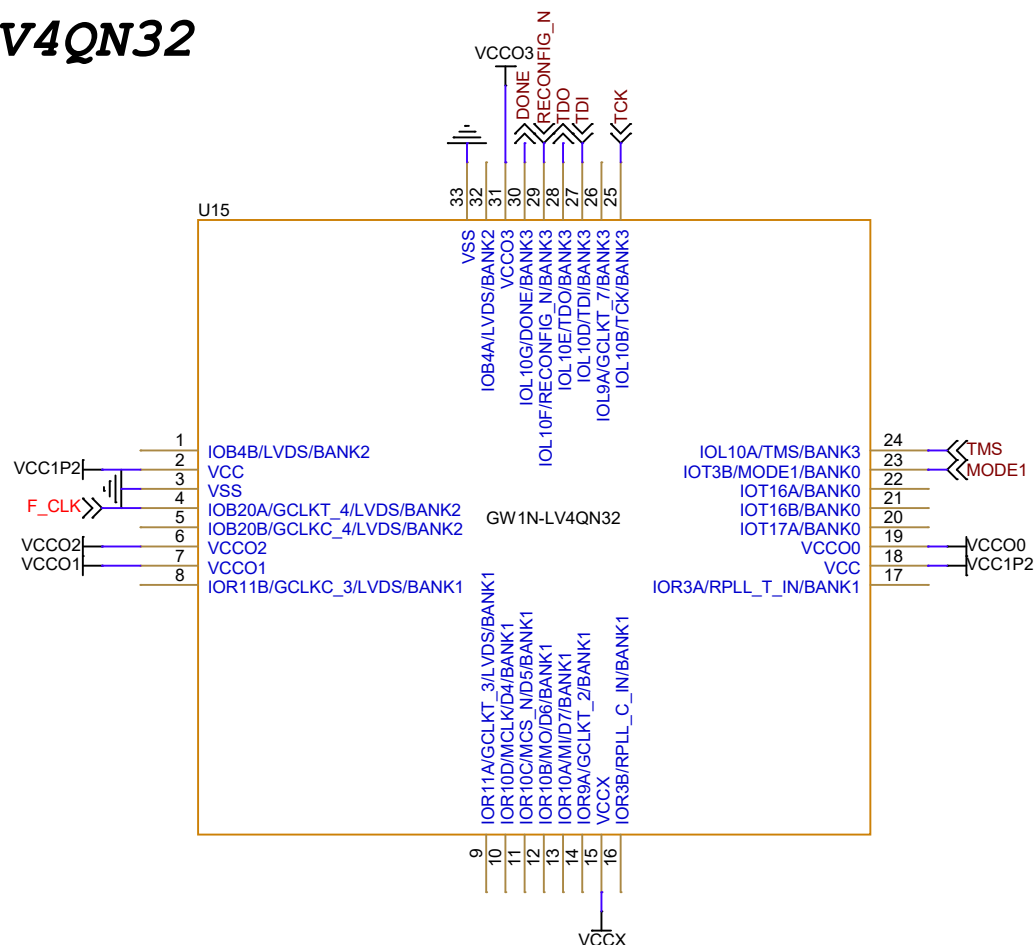 V4QN32
VCCO3
DONE
RECONFIG_N
TDO
TDI
TCK
33
32
31
30
29
28
27
26
25
U15
VSS
IOB4A/LVDS/BANK2
VCCO3
IOL10G/DONE/BANK3
IOL10F/RECONFIG_N/BANK3
IOL10E/TDO/BANK3
IOL10D/TDI/BANK3
IOL9A/GCLKT_7/BANK3
IOL10B/TCK/BANK3
1 IOB4B/LVDS/BANK2
VCC1P2 2 VCC
3 VSS
F_CLK 4 IOB20A/GCLKT_4/LVDS/BANK2
5 IOB20B/GCLKC_4/LVDS/BANK2
VCCO2 6 VCCO2
VCCO1 7 VCCO1
8 IOR11B/GCLKC_3/LVDS/BANK1
GW1N-LV4QN32
IOL10A/TMS/BANK3 24 TMS
IOT3B/MODE1/BANK0 23 MODE1
IOT16A/BANK0 22
IOT16B/BANK0 21
IOT17A/BANK0 20
VCCO0 19 VCCO0
VCC 18 VCC1P2
IOR3A/RPLL_T_IN/BANK1 17
IOR11A/GCLKT_3/LVDS/BANK1
IOR10D/MCLK/D4/BANK1
IOR10C/MCS_N/D5/BANK1
IOR10B/MO/D6/BANK1
IOR10A/MI/D7/BANK1
IOR9A/GCLKT_2/BANK1
VCCX
IOR3B/RPLL_C_IN/BANK1
9
10
11
12
13
14
15
16
VCCX